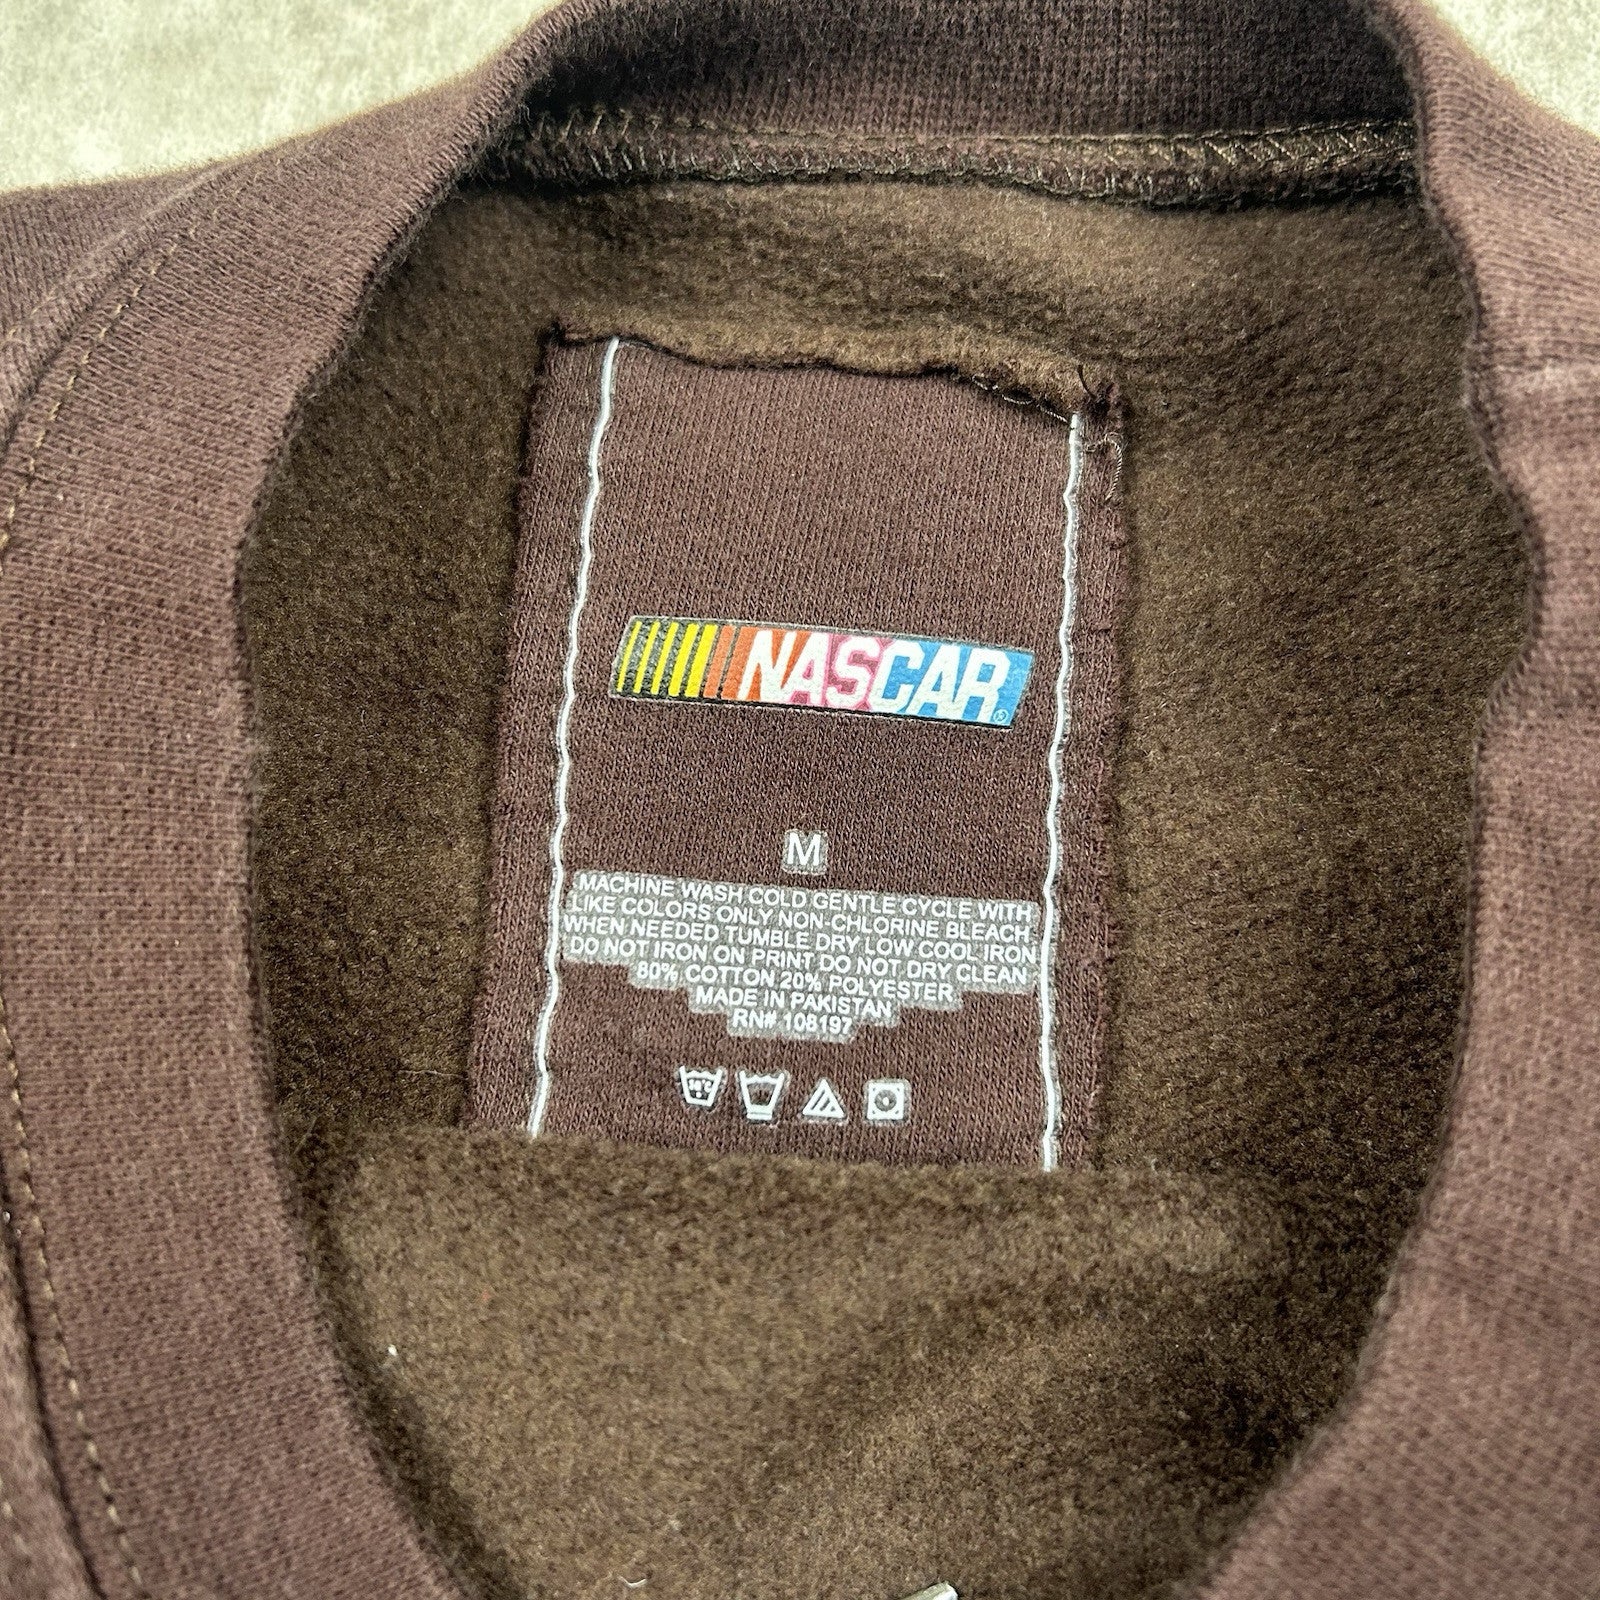 NASCAR
M
MACHINE WASH COLD GENTLE CYCLE WITH
LIKE COLORS ONLY NON-CHLORINE BLEACH
WHEN NEEDED TUMBLE DRY LOW COOL IRON
DO NOT IRON ON PRINT DO NOT DRY CLEAN
80% COTTON 20% POLYESTER
MADE IN PAKISTAN
RN# 108197